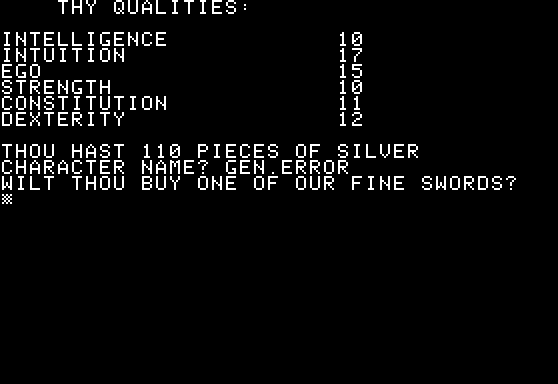 THY QUALITIES:
INTELLIGENCE 10
INTUITION 17
EGO 15
STRENGTH 10
CONSTITUTION 11
DEXTERITY 12
THOU HAST 110 PIECES OF SILVER
CHARACTER NAME? GEN.ERROR
WILT THOU BUY ONE OF OUR FINE SWORDS?